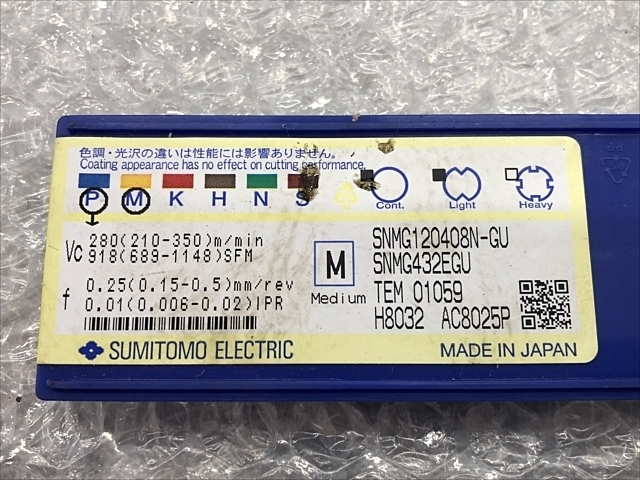 色調・光沢の違いは性能には影響ありません。
Coating appearance has no effect on cutting performance.
P M K H N S
Cont. Light Heavy
Vc 280(210-350)m/min
918(689-1148)SFM
f 0.25(0.15-0.5)mm/rev
0.01(0.006-0.02)IPR
M
Medium
SNMG120408N-GU
SNMG432EGU
TEM 01059
H8032 AC8025P
SUMITOMO ELECTRIC
MADE IN JAPAN